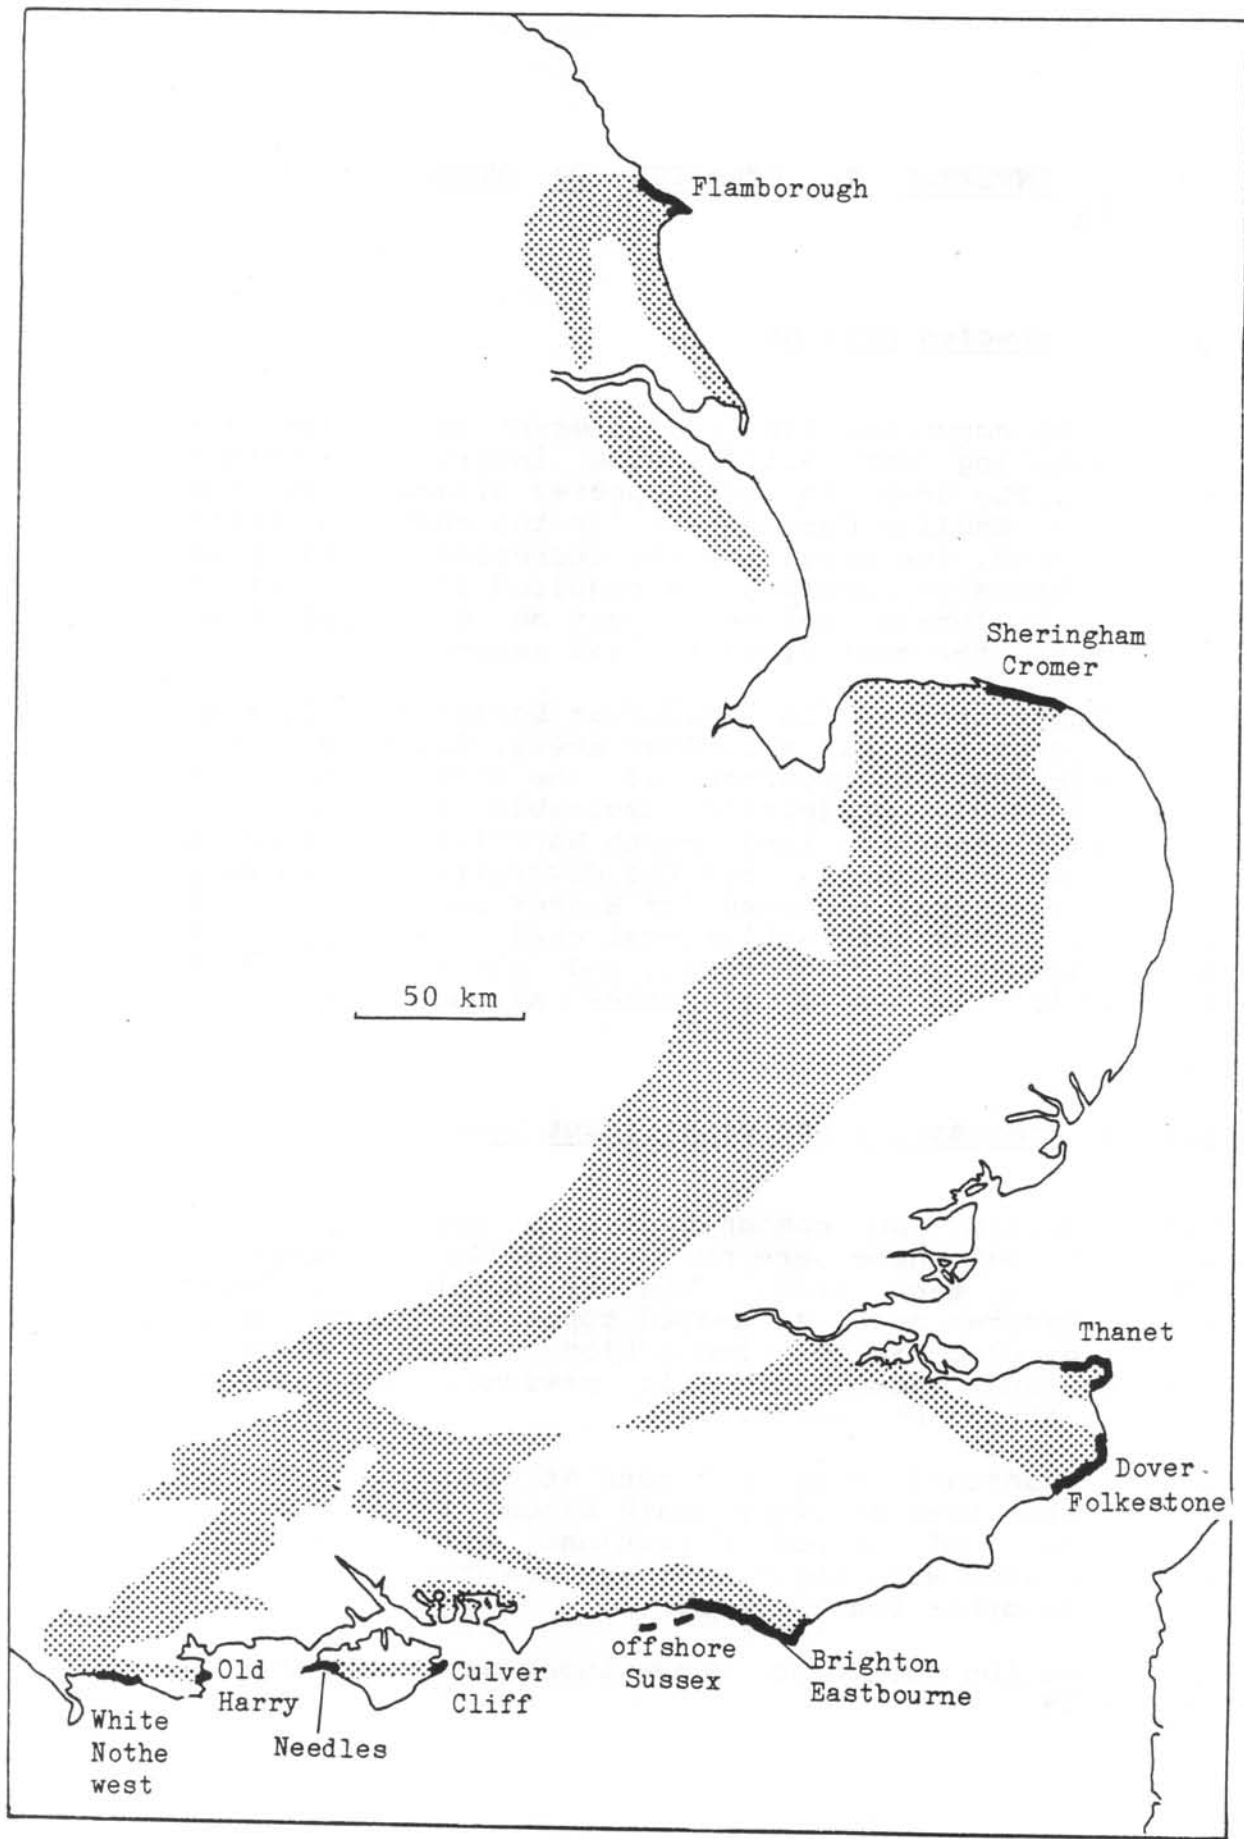 Flamborough
Sheringham
Cromer
50 km
Thanet
Dover
Folkestone
offshore
Sussex
Brighton
Eastbourne
Old
Harry
Culver
Cliff
White
Nothe
west
Needles